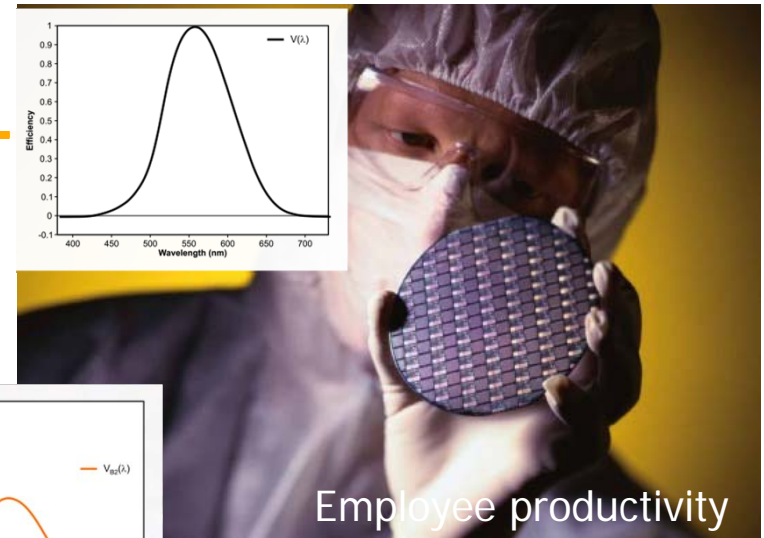 1
V(λ)
0.9
0.8
0.7
0.6
0.5
0.4
0.3
0.2
0.1
0
-0.1
Efficiency
400 450 500 550 600 650 700
Wavelength (nm)
V_B2(λ)
Employee productivity